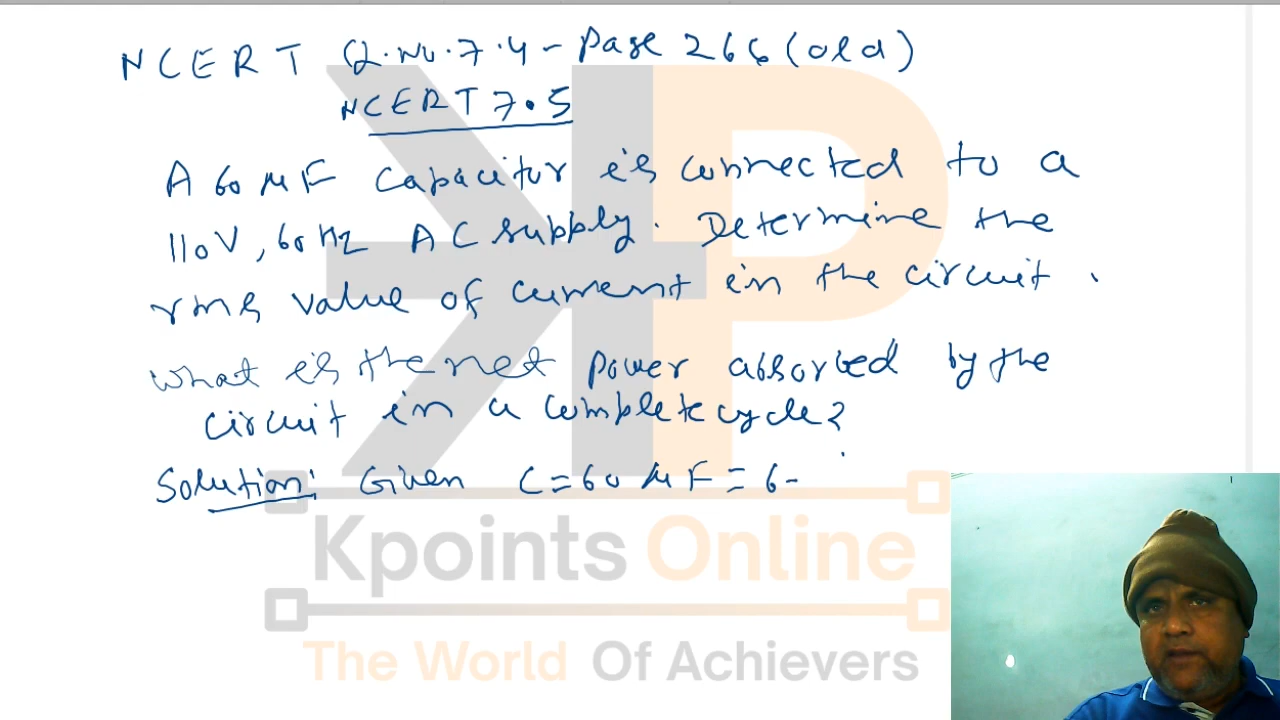 NCERT Q.No.7.4 - Page 266 (old)
NCERT 7.5
A 60 μF capacitor is connected to a
110V, 60 Hz AC supply. Determine the
rms value of current in the circuit.
What is the net power absorbed by the
circuit in a complete cycle?
Solution: Given C = 60 μF = 6-
Kpoints Online
The World Of Achievers